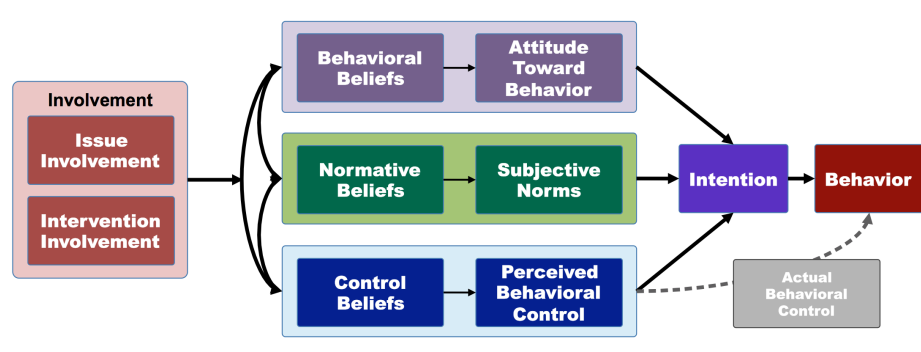 Involvement
Issue
Involvement
Intervention
Involvement
Behavioral
Beliefs
Attitude
Toward
Behavior
Normative
Beliefs
Subjective
Norms
Control
Beliefs
Perceived
Behavioral
Control
Intention
Behavior
Actual
Behavioral
Control